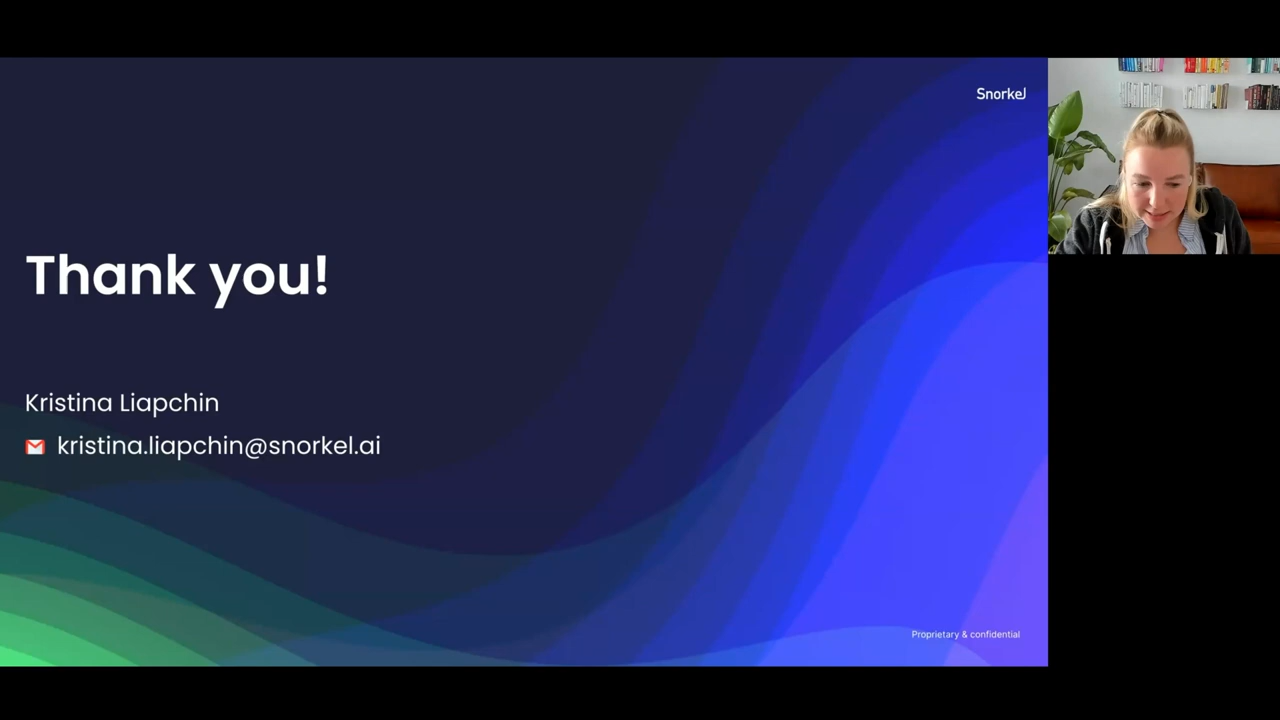 Snorkel
Thank you!
Kristina Liapchin
kristina.liapchin@snorkel.ai
Proprietary & confidential